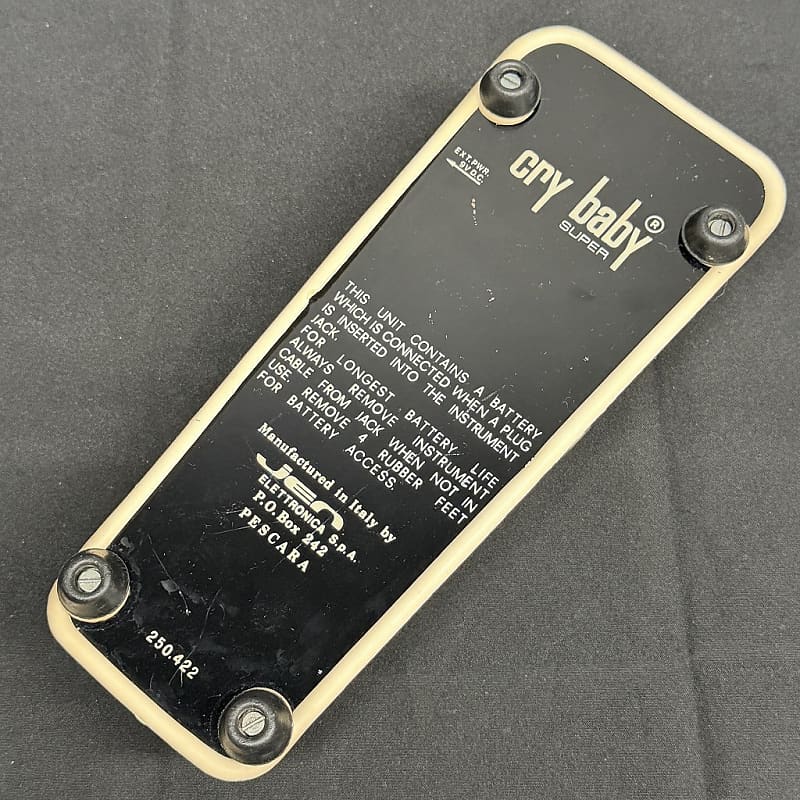 EXT. PWR.
9V D.C.
cry baby®
SUPER
THIS UNIT CONTAINS A/BATTERY
WHICH IS CONNECTED WHEN A PLUG
IS INSERTED INTO THE INSTRUMENT
JACK.
FOR LONGEST BATTERY LIFE
ALWAYS REMOVE INSTRUMENT
CABLE FROM JACK WHEN NOT IN
USE. REMOVE 4 RUBBER FEET
FOR BATTERY ACCESS.
Manufactured in Italy by
JEN
ELETTRONICA S.p.A.
P.O. Box 242
PESCARA
250.422